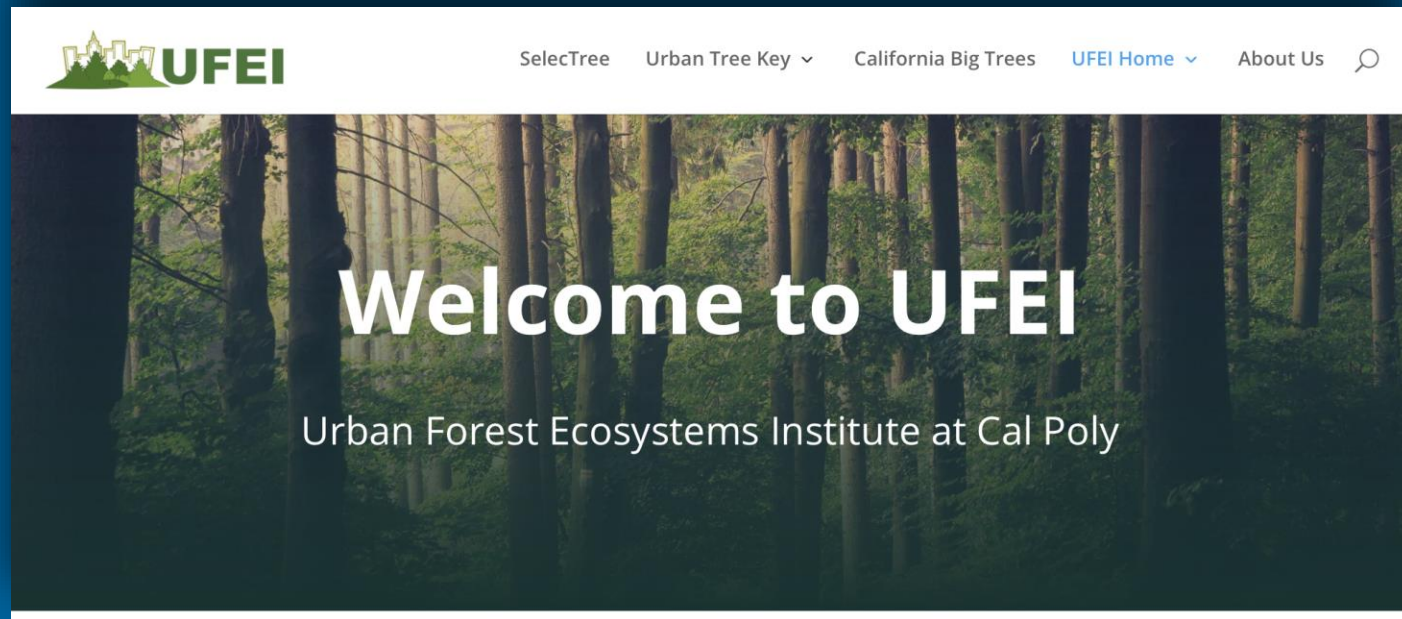 UFEI
SelecTree Urban Tree Key California Big Trees UFEI Home About Us
Welcome to UFEI
Urban Forest Ecosystems Institute at Cal Poly